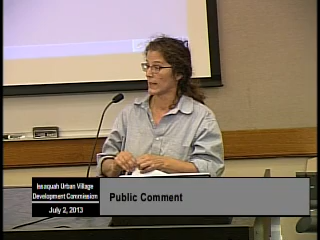 Issaquah Urban Village
Development Commission
July 2, 2013
Public Comment